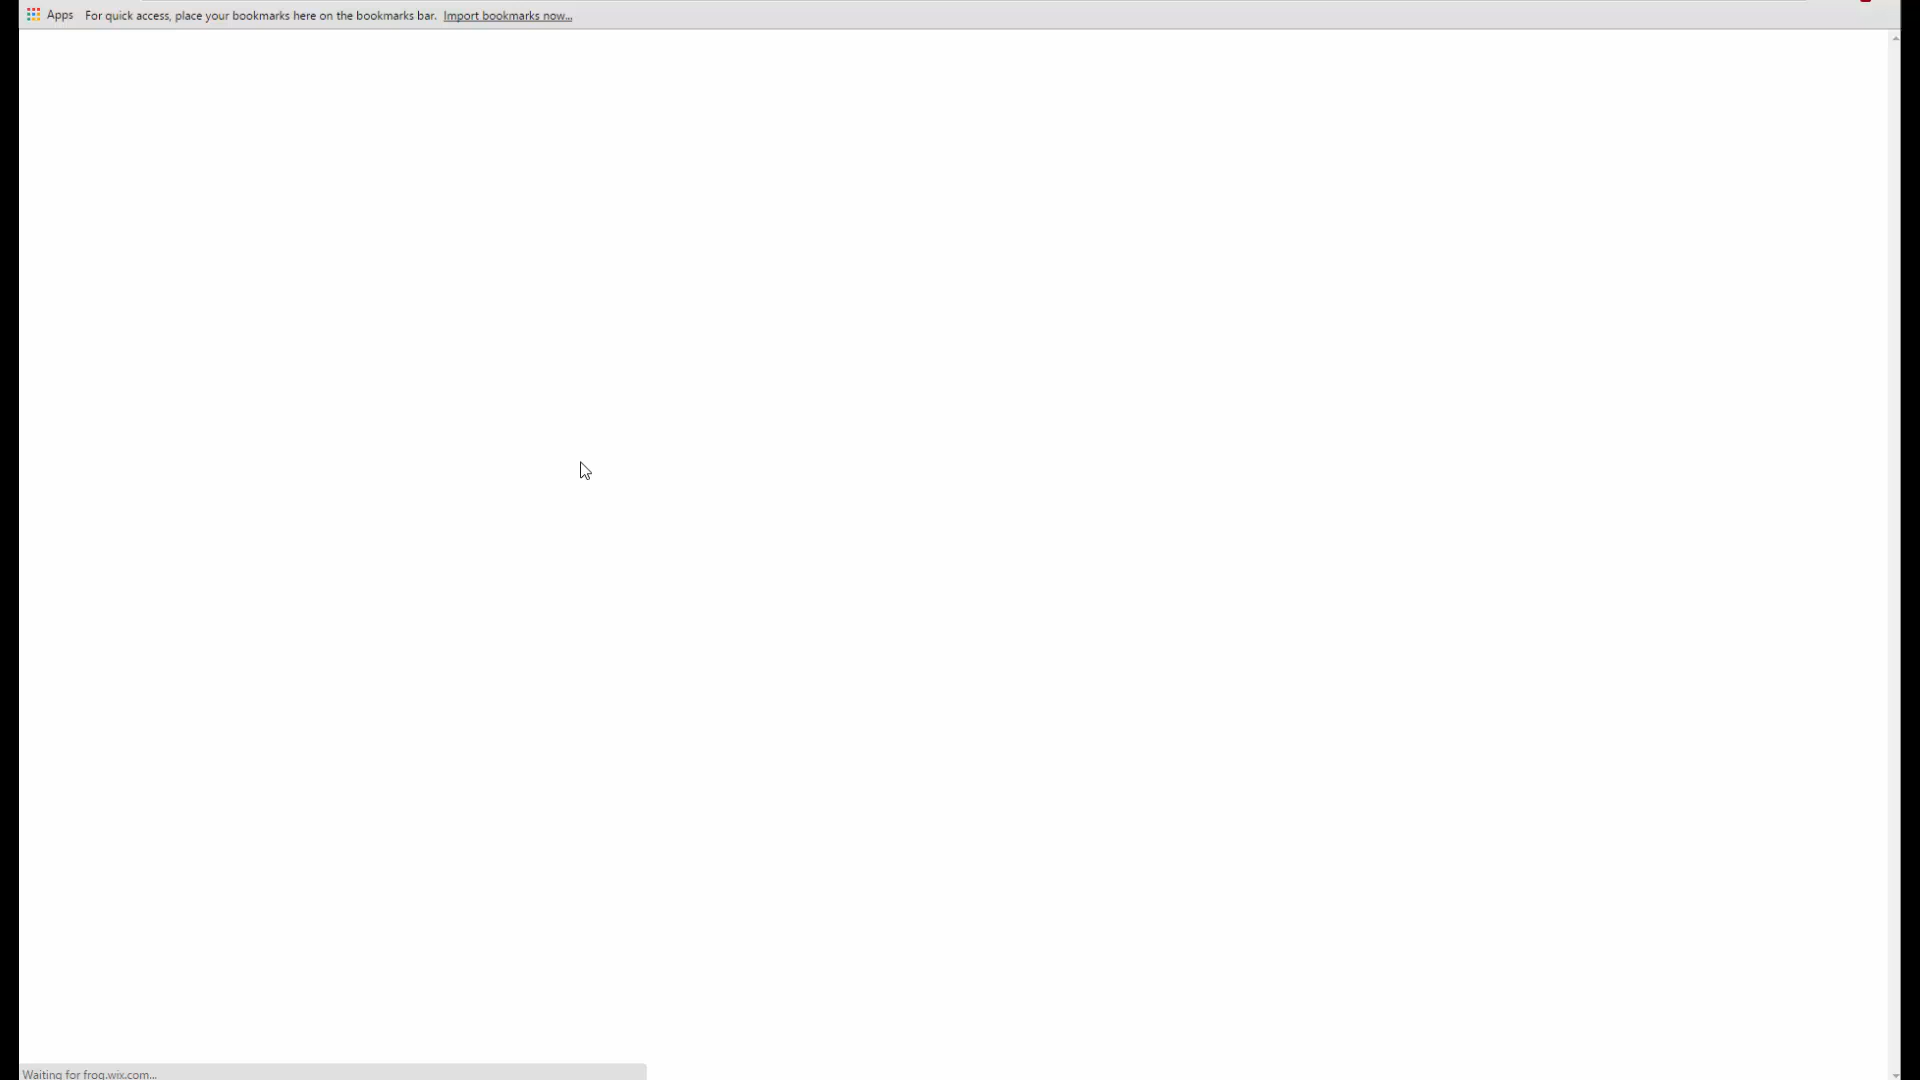 Apps For quick access, place your bookmarks here on the bookmarks bar. Import bookmarks now...
Waiting for frog.wix.com...